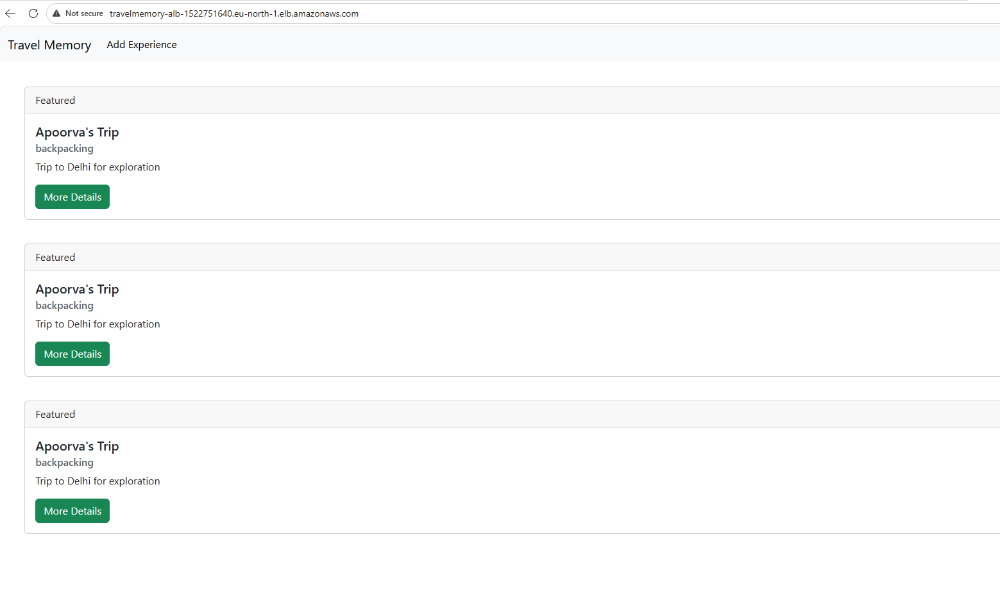 Not secure travelmemory-alb-1522751640.eu-north-1.elb.amazonaws.com
Travel Memory Add Experience
Featured
Apoorva's Trip
backpacking
Trip to Delhi for exploration
More Details
Featured
Apoorva's Trip
backpacking
Trip to Delhi for exploration
More Details
Featured
Apoorva's Trip
backpacking
Trip to Delhi for exploration
More Details